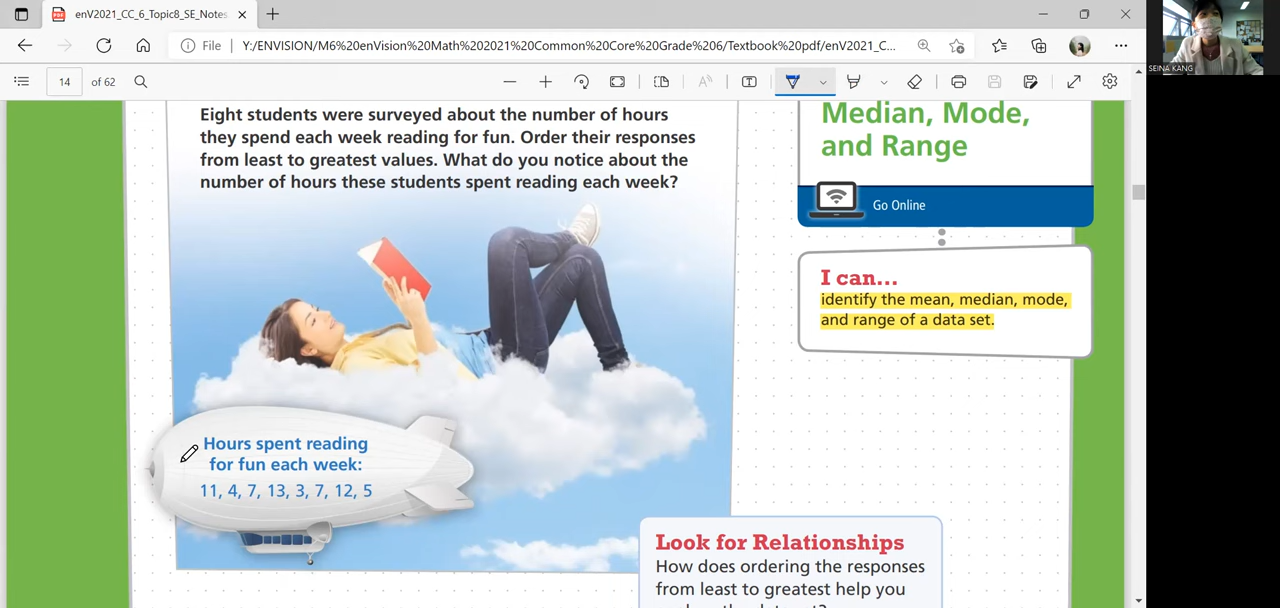 enV2021_CC_6_Topic8_SE_Notes
File
Y:/ENVISION/M6%20enVision%20Math%202021%20Common%20Core%20Grade%206/Textbook%20pdf/enV2021_C...
SEINA KANG
14
of 62
Eight students were surveyed about the number of hours
they spend each week reading for fun. Order their responses
from least to greatest values. What do you notice about the
number of hours these students spent reading each week?
Median, Mode,
and Range
Go Online
I can...
identify the mean, median, mode,
and range of a data set.
Hours spent reading
for fun each week:
11, 4, 7, 13, 3, 7, 12, 5
Look for Relationships
How does ordering the responses
from least to greatest help you